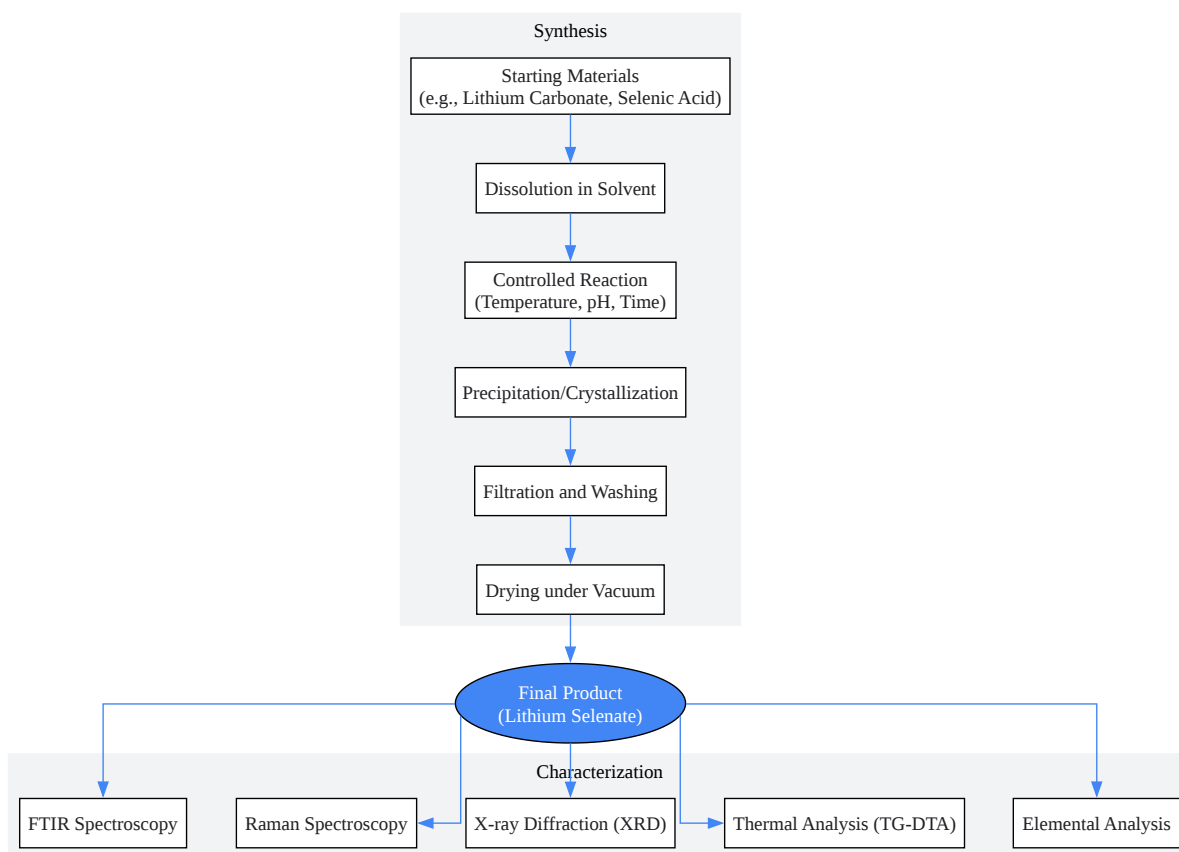 Synthesis
Starting Materials
(e.g., Lithium Carbonate, Selenic Acid)
Dissolution in Solvent
Controlled Reaction
(Temperature, pH, Time)
Precipitation/Crystallization
Filtration and Washing
Drying under Vacuum
Final Product
(Lithium Selenate)
Characterization
FTIR Spectroscopy
Raman Spectroscopy
X-ray Diffraction (XRD)
Thermal Analysis (TG-DTA)
Elemental Analysis